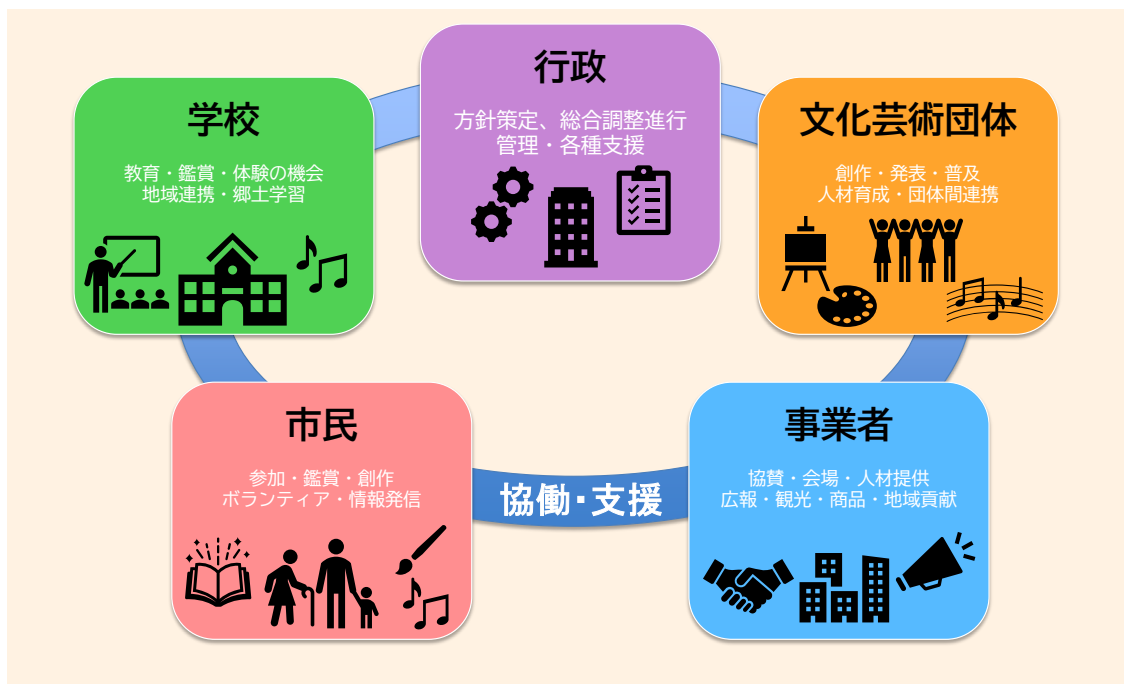 行政
方針策定、総合調整進行
管理・各種支援
学校
教育・鑑賞・体験の機会
地域連携・郷土学習
文化芸術団体
創作・発表・普及
人材育成・団体間連携
市民
参加・鑑賞・創作
ボランティア・情報発信
協働・支援
事業者
協賛・会場・人材提供
広報・観光・商品・地域貢献